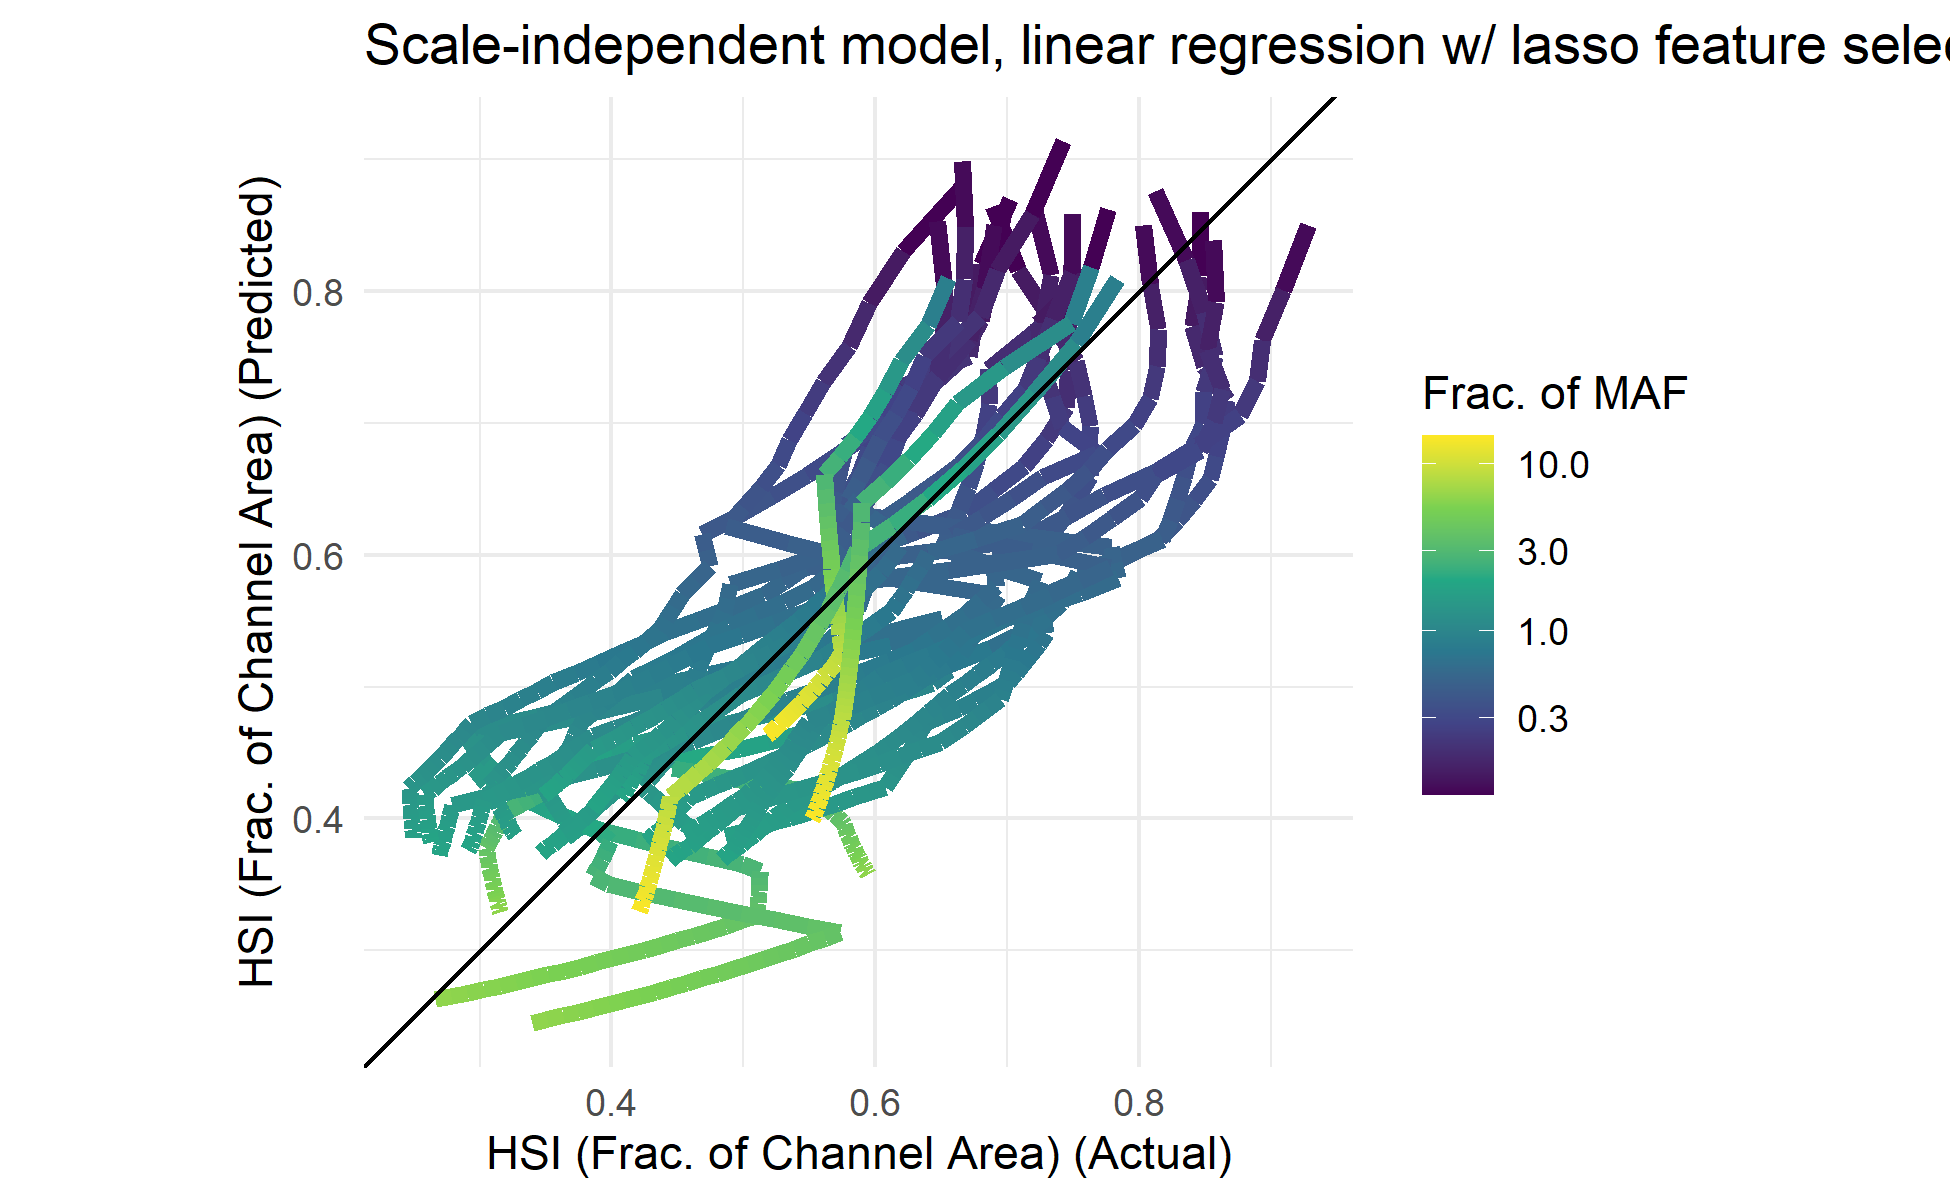 Scale-independent model, linear regression w/ lasso feature selec
HSI (Frac. of Channel Area) (Predicted)
0.8
0.6
0.4
0.4
0.6
0.8
HSI (Frac. of Channel Area) (Actual)
Frac. of MAF
10.0
3.0
1.0
0.3